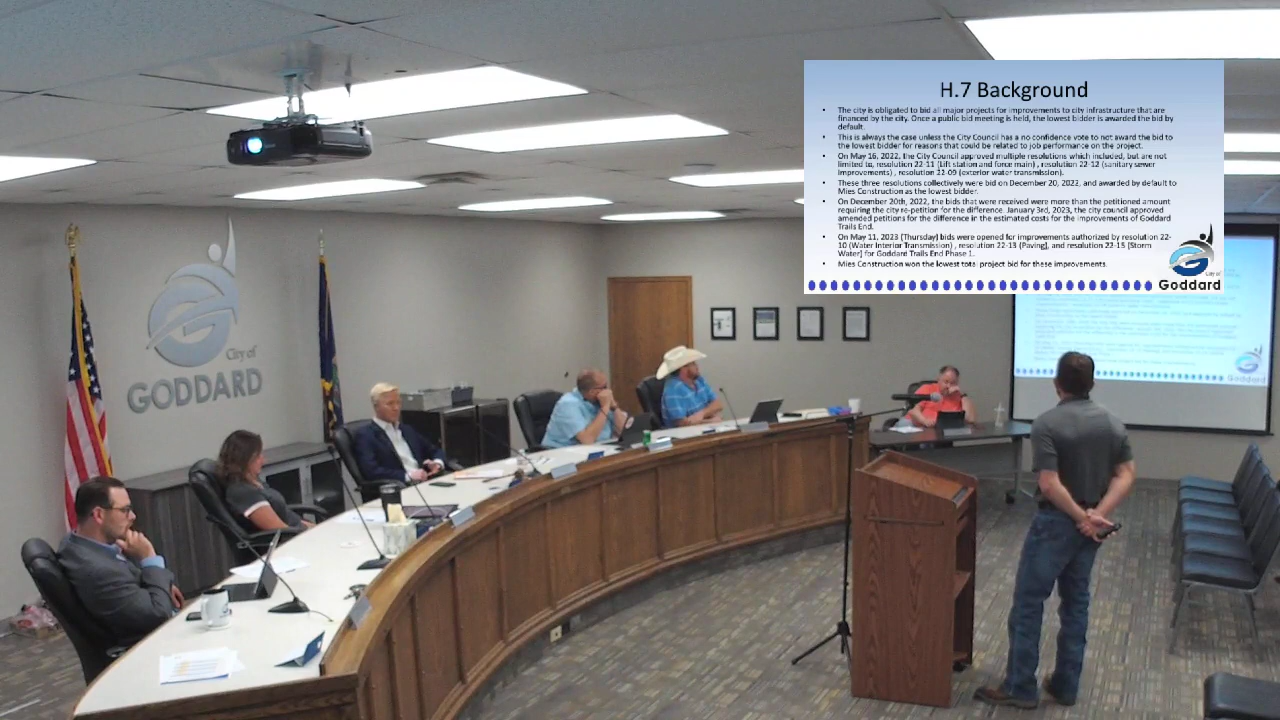 H.7 Background
• The city is obligated to bid all major projects for improvements to city infrastructure that are
financed by the city. Once a public bid meeting is held, the lowest bidder is awarded the bid by
default.
• This is always the case unless the City Council has a no confidence vote to not award the bid to
the lowest bidder for reasons that could be related to job performance on the project.
• On May 16, 2022, the City Council approved multiple resolutions which included, but are not
limited to, resolution 22-11 (Lift station and force main) , resolution 22-12 (sanitary sewer
improvements) , resolution 22-09 (exterior water transmission).
• These three resolutions collectively were bid on December 20, 2022, and awarded by default to
Mies Construction as the lowest bidder.
• On December 20th, 2022, the bids that were received were more than the petitioned amount
requiring the city re-petition for the difference. January 3rd, 2023, the city council approved
amended petitions for the difference in the estimated costs for the improvements of Goddard
Trails End.
• On May 11, 2023 (Thursday) bids were opened for improvements authorized by resolution 22-
10 (Water Interior Transmission) , resolution 22-13 (Paving), and resolution 22-15 (Storm
Water) for Goddard Trails End Phase 1.
• Mies Construction won the lowest total project bid for these improvements.
City of
Goddard
City of
GODDARD
Goddard